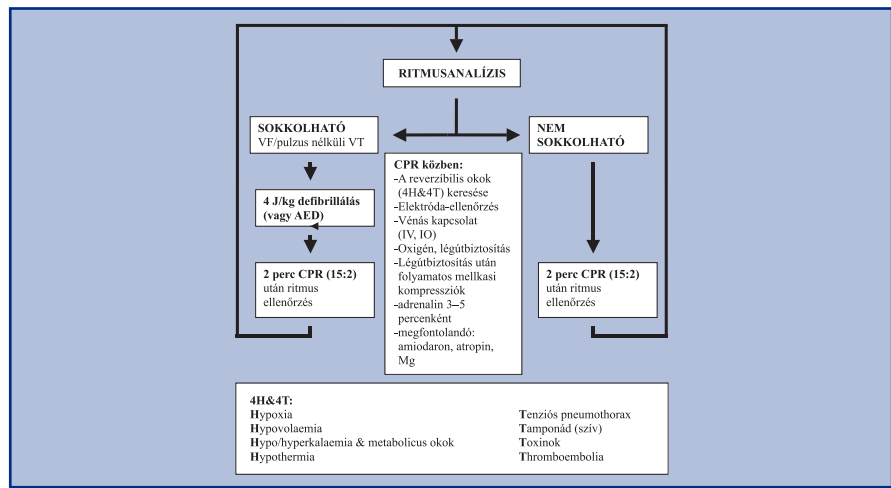 RITMUSANALÍZIS
SOKKOLHATÓ
VF/pulzus nélküli VT
4 J/kg defibrillálás
(vagy AED)
2 perc CPR (15:2)
után ritmus
ellenőrzés
CPR közben:
-A reverzibilis okok
(4H&4T) keresése
-Elektróda-ellenőrzés
-Vénás kapcsolat
(IV, IO)
-Oxigén, légútbiztosítás
-Légútbiztosítás után
folyamatos mellkasi
kompressziók
-adrenalin 3–5
percenként
-megfontolandó:
amiodaron, atropin,
Mg
NEM
SOKKOLHATÓ
2 perc CPR (15:2)
után ritmus
ellenőrzés
4H&4T:
Hypoxia
Hypovolaemia
Hypo/hyperkalaemia & metabolicus okok
Hypothermia
Tenziós pneumothorax
Tamponád (szív)
Toxinok
Thromboembolia